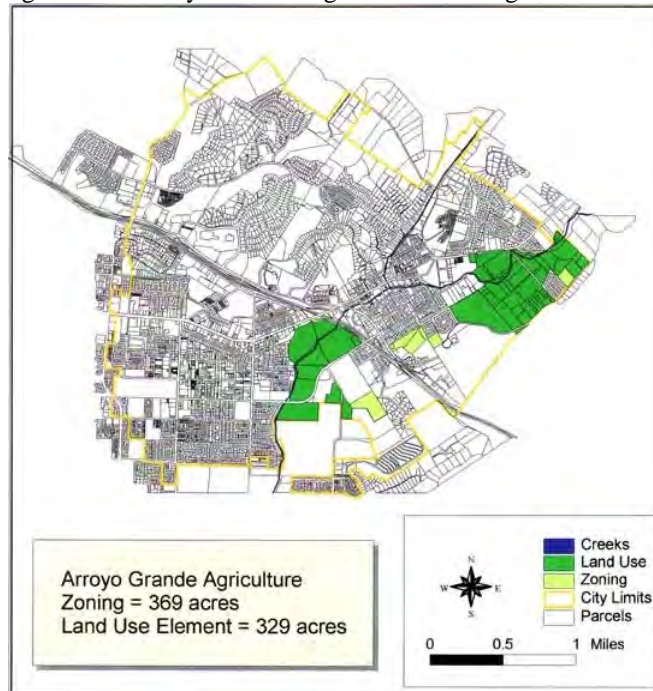 Arroyo Grande Agriculture
Zoning = 369 acres
Land Use Element = 329 acres
N
W E
S
Creeks
Land Use
Zoning
City Limits
Parcels
0 0.5 1 Miles